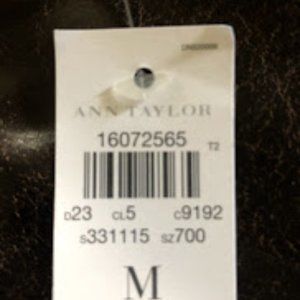 ANN TAYLOR
16072565
T2
D23 CL5 C9192
S331115 SZ700
M